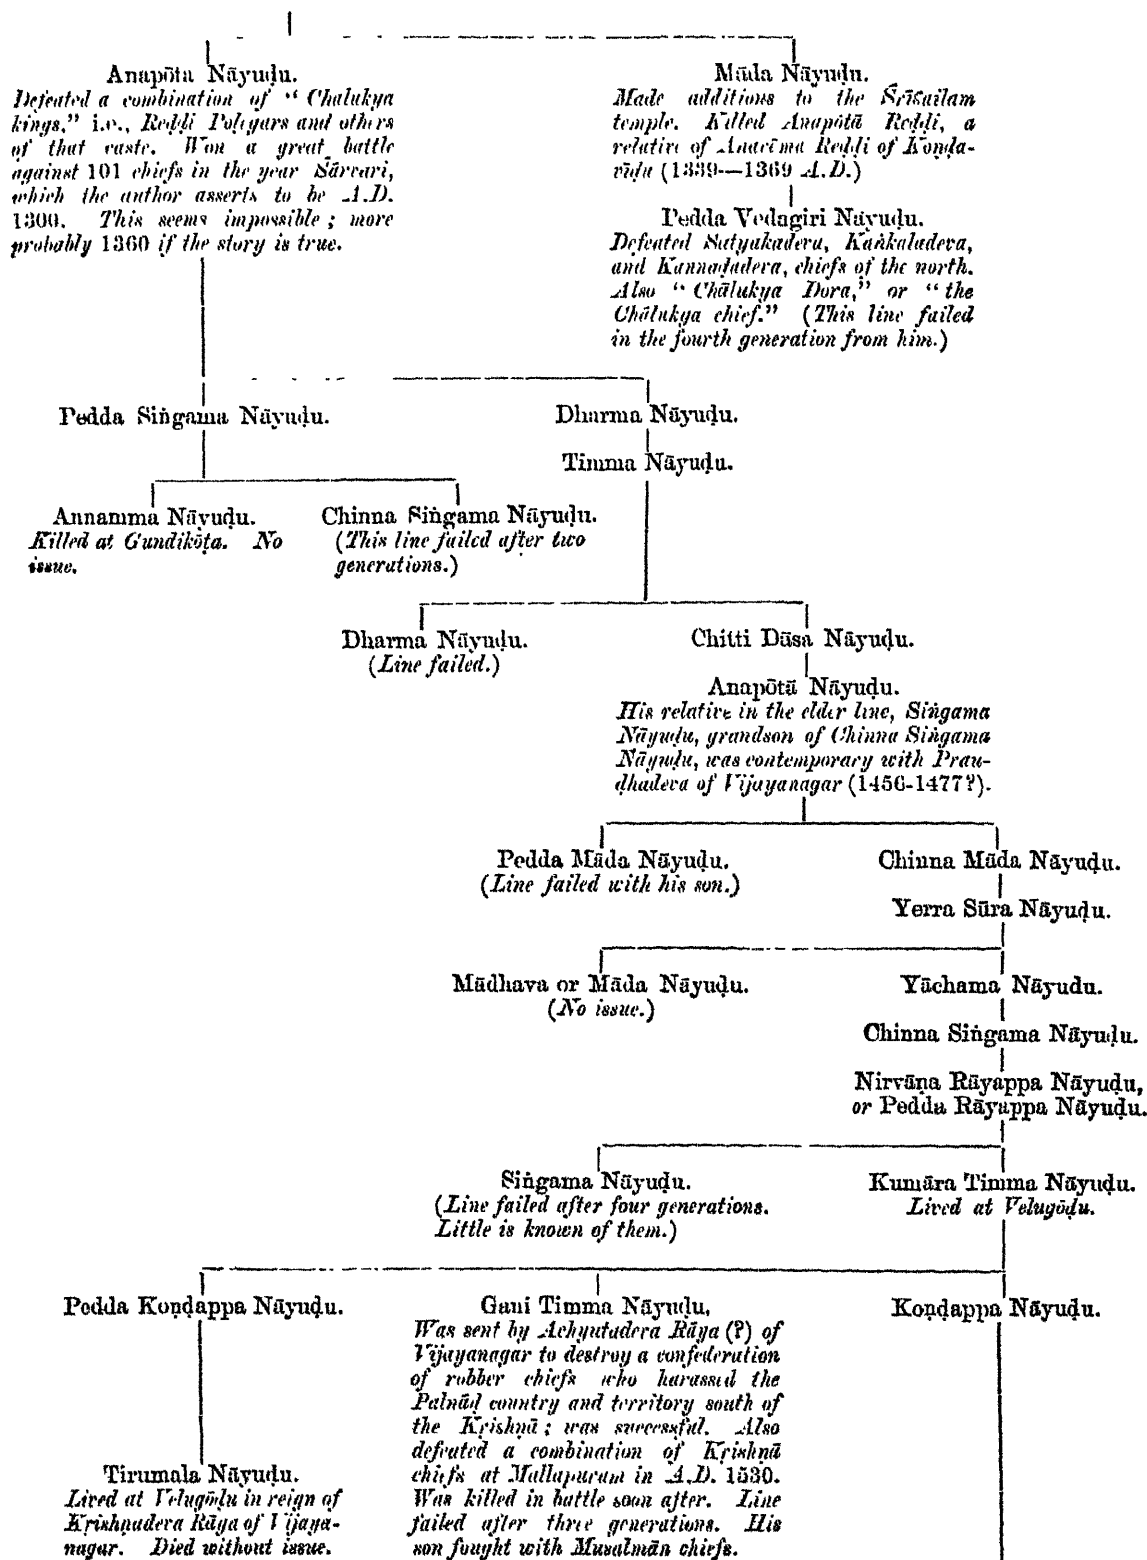 Anapōta Nāyuḍu.
Defeated a combination of “Chalukya
kings,” i.e., Reḍḍi Poligars and others
of that caste. Won a great battle
against 101 chiefs in the year Śārvari,
which the author asserts to be A.D.
1300. This seems impossible; more
probably 1360 if the story is true.
Māda Nāyuḍu.
Made additions to the Śrīśailam
temple. Killed Anapōtā Reḍḍi, a
relative of Anavēma Reḍḍi of Koṇḍa-
vīḍu (1339—1369 A.D.)
Pedda Vedagiri Nāyuḍu.
Defeated Satyakadeva, Kaṅkaladeva,
and Kannaḍadeva, chiefs of the north.
Also “Chālukya Dora,” or “the
Chālukya chief.” (This line failed
in the fourth generation from him.)
Pedda Siṅgama Nāyuḍu.
Dharma Nāyuḍu.
Timma Nāyuḍu.
Annamma Nāyuḍu.
Killed at Gundikōṭa. No
issue.
Chinna Siṅgama Nāyuḍu.
(This line failed after two
generations.)
Dharma Nāyuḍu.
(Line failed.)
Chitti Dāsa Nāyuḍu.
Anapōtā Nāyuḍu.
His relative in the elder line, Siṅgama
Nāyuḍu, grandson of Chinna Siṅgama
Nāyuḍu, was contemporary with Prau-
ḍhadeva of Vijayanagar (1456-1477?).
Pedda Māda Nāyuḍu.
(Line failed with his son.)
Chinna Māda Nāyuḍu.
Yerra Sūra Nāyuḍu.
Mādhava or Māda Nāyuḍu.
(No issue.)
Yāchama Nāyudu.
Chinna Siṅgama Nāyuḍu.
Nirvāṇa Rāyappa Nāyuḍu,
or Pedda Rāyappa Nāyuḍu.
Siṅgama Nāyuḍu.
(Line failed after four generations.
Little is known of them.)
Kumāra Timma Nāyuḍu.
Lived at Velugōḍu.
Pedda Koṇḍappa Nāyuḍu.
Gaui Timma Nāyuḍu.
Was sent by Achyutadeva Rāya (?) of
Vijayanagar to destroy a confederation
of robber chiefs who harassed the
Palnāḍ country and territory south of
the Kṛishṇā; was successful. Also
defeated a combination of Kṛishṇā
chiefs at Mallapuram in A.D. 1530.
Was killed in battle soon after. Line
failed after three generations. His
son fought with Musalmān chiefs.
Koṇḍappa Nāyuḍu.
Tirumala Nāyuḍu.
Lived at Velugōḍu in reign of
Kṛishṇadeva Rāya of Vijaya-
nagar. Died without issue.